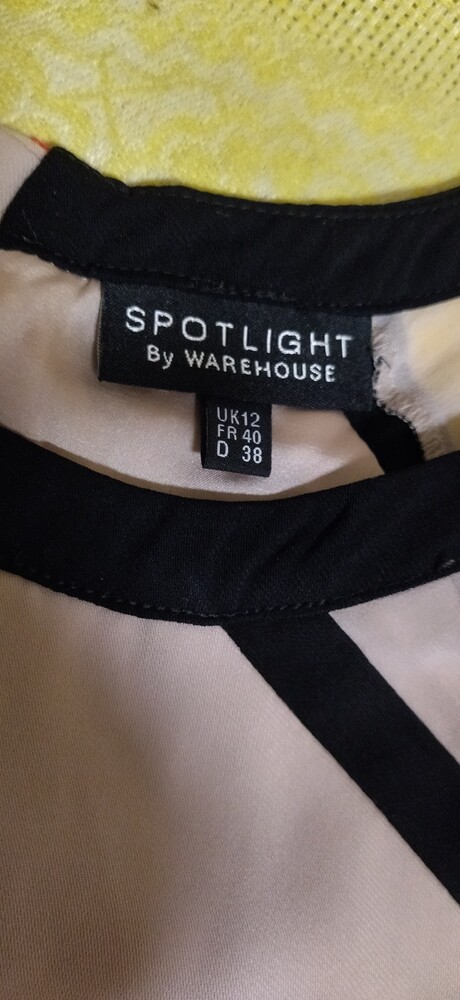 SPOTLIGHT
By WAREHOUSE
UK12
FR 40
D 38